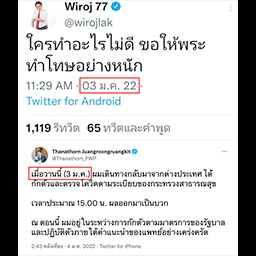 Wiroj 77
@wirojlak
ใครทำอะไรไม่ดี ขอให้พระ
ทำโทษอย่างหนัก
11:29 AM · 03 ม.ค. 22 ·
Twitter for Android
1,119 รีทวีต 65 ทวีตและคำพูด
Thanathorn Juangroongruangkit
@Thanathorn_FWP
เมื่อวานนี้ (3 ม.ค.) ผมเดินทางกลับมาจากต่างประเทศ ได้
กักตัวและตรวจโควิดตามระเบียบของกระทรวงสาธารณสุข
เวลาประมาณ 15.00 น. ผลออกมาเป็นบวก
ณ ตอนนี้ ผมอยู่ในระหว่างการกักตัวตามมาตรการของรัฐบาล
และปฏิบัติตัวภายใต้คำแนะนำของแพทย์อย่างเคร่งครัด
2:43 หลังเที่ยง · 4 ม.ค. 2022 · Twitter for iPhone